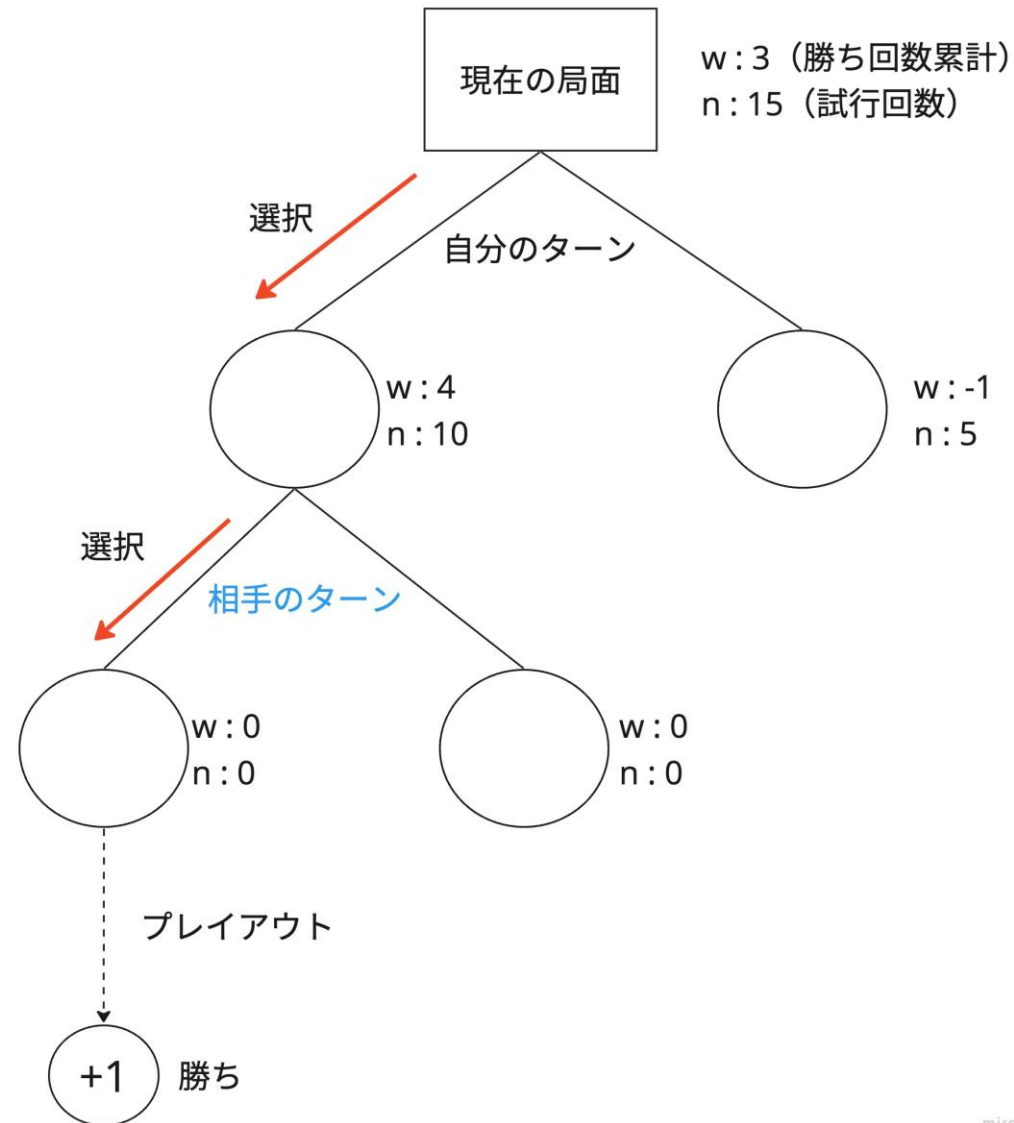 現在の局面
w : 3（勝ち回数累計）
n : 15（試行回数）
選択
自分のターン
w : 4
n : 10
w : -1
n : 5
選択
相手のターン
w : 0
n : 0
w : 0
n : 0
プレイアウト
+1
勝ち